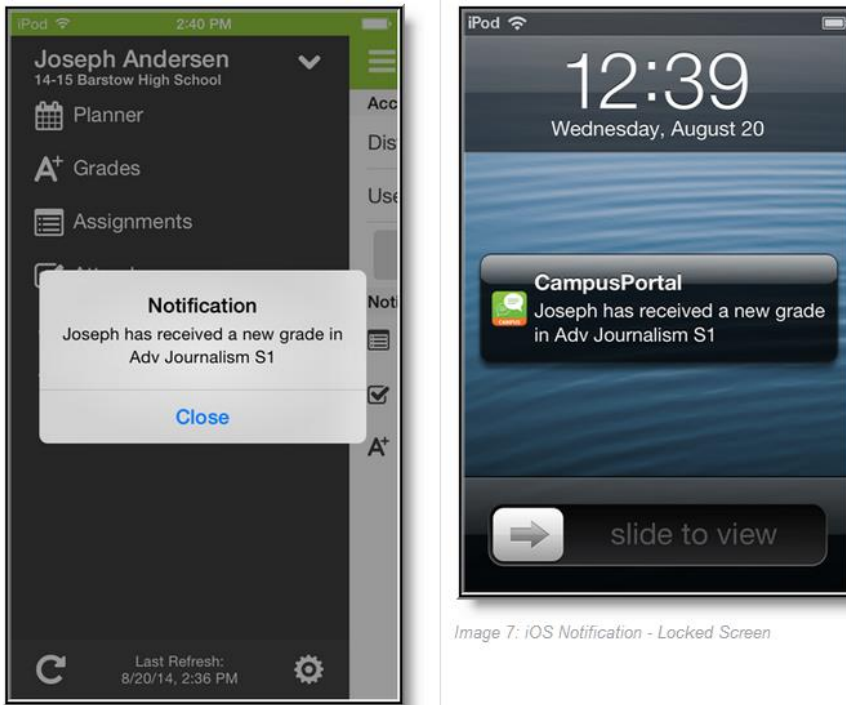 iPod 2:40 PM
Joseph Andersen
14-15 Barstow High School
Planner
A+ Grades
Assignments
Acc
Dis
Use
Noti
A+
Notification
Joseph has received a new grade in
Adv Journalism S1
Close
Last Refresh:
8/20/14, 2:36 PM
iPod
12:39
Wednesday, August 20
CampusPortal
CAMPUS
Joseph has received a new grade
in Adv Journalism S1
slide to view
Image 7: iOS Notification - Locked Screen